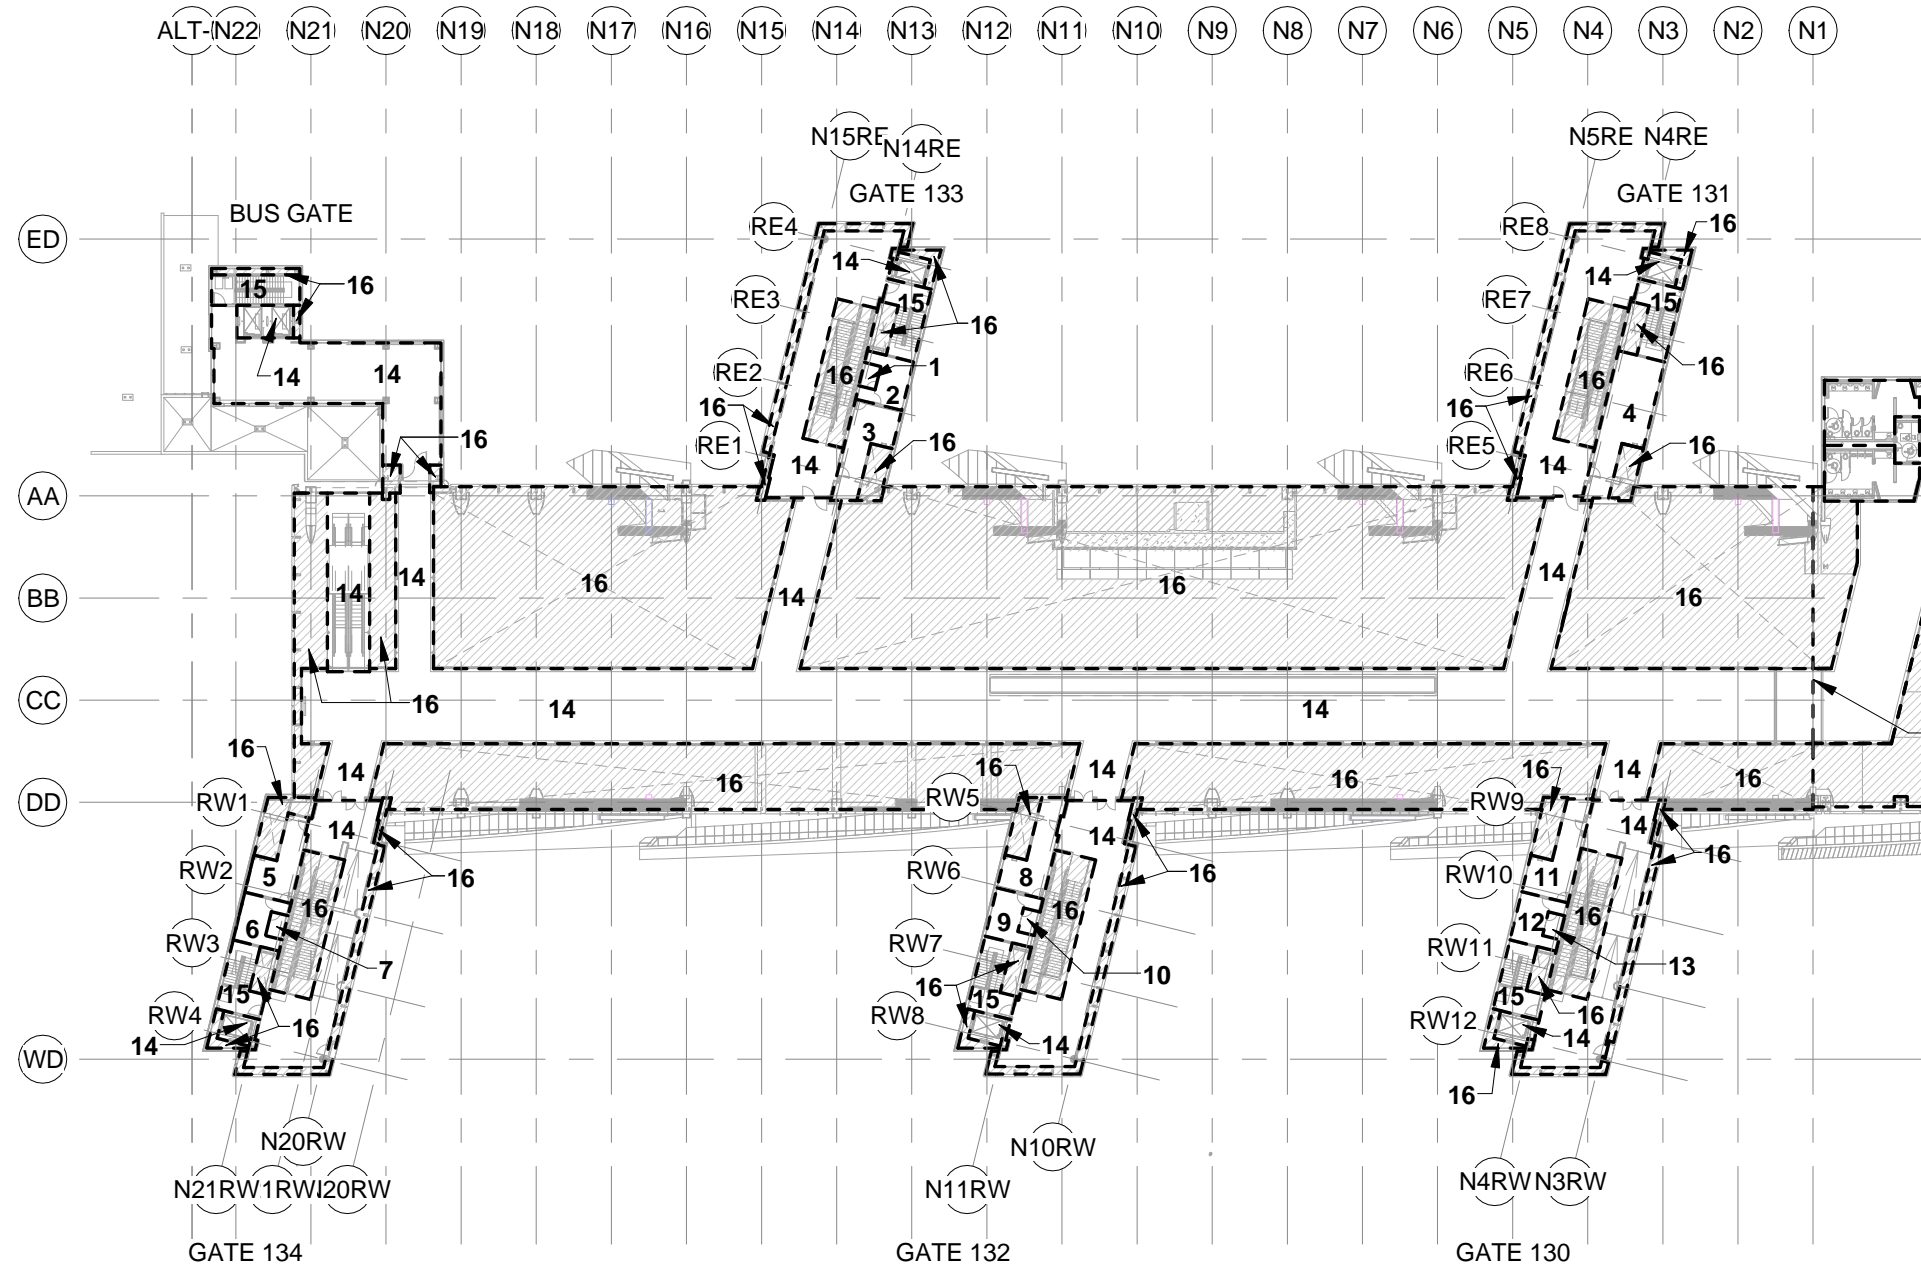 ALT- N22 N21 N20 N19 N18 N17 N16 N15 N14 N13 N12 N11 N10 N9 N8 N7 N6 N5 N4 N3 N2 N1
N15RE N14RE N5RE N4RE
GATE 133 GATE 131
BUS GATE RE4 RE8 16
ED
14 14
15 16 RE3 15 RE7 15
16
14 14 RE2 16 1 RE6 16 16
16 2 16 4
RE1 3 16 RE5 16
16 14 14
AA
14 14 16 14 16 14 16
BB
CC
16 14 14
16 14 16 16 14 16 16 14 16
DD
RW1 RW5 RW9
14 14 14
RW2 5 16 RW6 8 16 RW10 11 16
16 16 16
RW3 6 RW7 9 RW11 12
7 10 13
15 16 15 16 15 16
RW4 RW8 RW12
14 14 14
WD
16
N20RW N10RW
N21RW 1RW N20RW N11RW N4RW N3RW
GATE 134 GATE 132 GATE 130